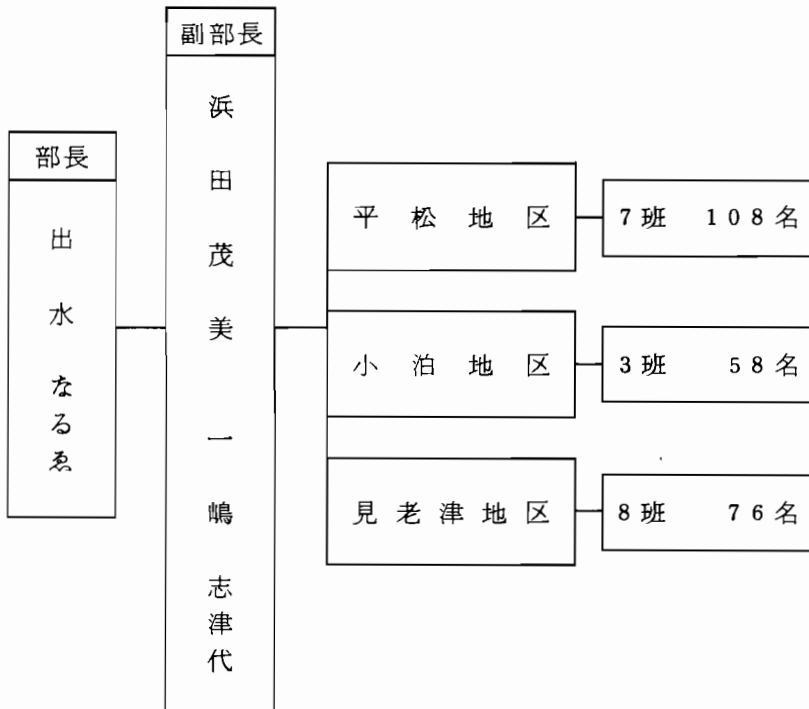 部長
出水なるゑ
副部長
浜田茂美
一嶋志津代
平松地区
7班 108名
小泊地区
3班 58名
見老津地区
8班 76名